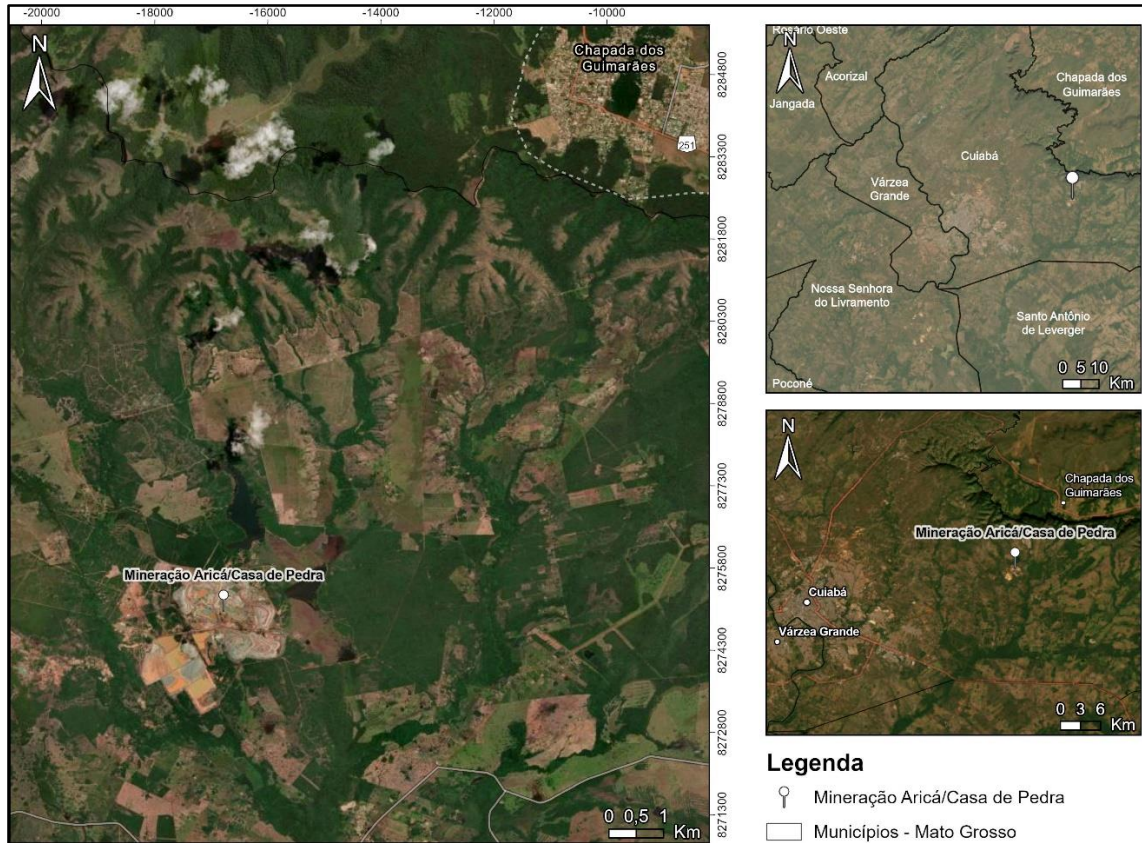 -20000
-18000
-16000
-14000
-12000
-10000
N
Chapada dos
Guimarães
251
8284800
8283300
8281800
8280300
8278800
8277300
8275800
8274300
8272800
8271300
Mineração Aricá/Casa de Pedra
0 0,5 1
Km
Rosário Oeste
N
Acorizal
Jangada
Chapada dos
Guimarães
Cuiabá
Várzea
Grande
Nossa Senhora
do Livramento
Santo Antônio
de Leverger
Poconé
0 5 10
Km
N
Chapada dos
Guimarães
Mineração Aricá/Casa de Pedra
Cuiabá
Várzea Grande
0 3 6
Km
Legenda
Mineração Aricá/Casa de Pedra
Municípios - Mato Grosso